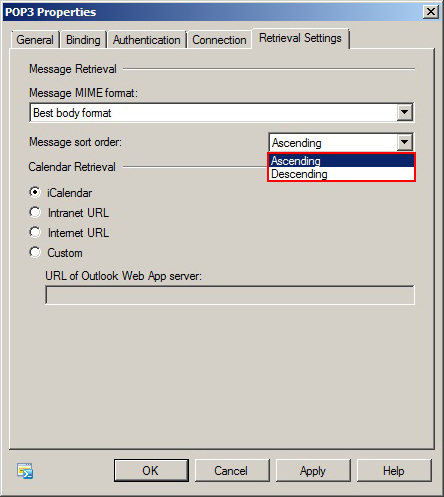 POP3 Properties
General Binding Authentication Connection Retrieval Settings
Message Retrieval
Message MIME format:
Best body format
Message sort order: Ascending
Ascending
Descending
Calendar Retrieval
iCalendar
Intranet URL
Internet URL
Custom
URL of Outlook Web App server:
OK Cancel Apply Help